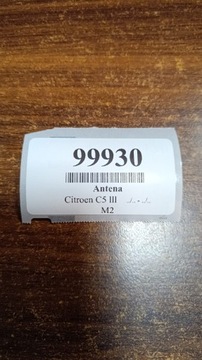 99930
Antena
Citroen C5 III ../.. - ../..
M2